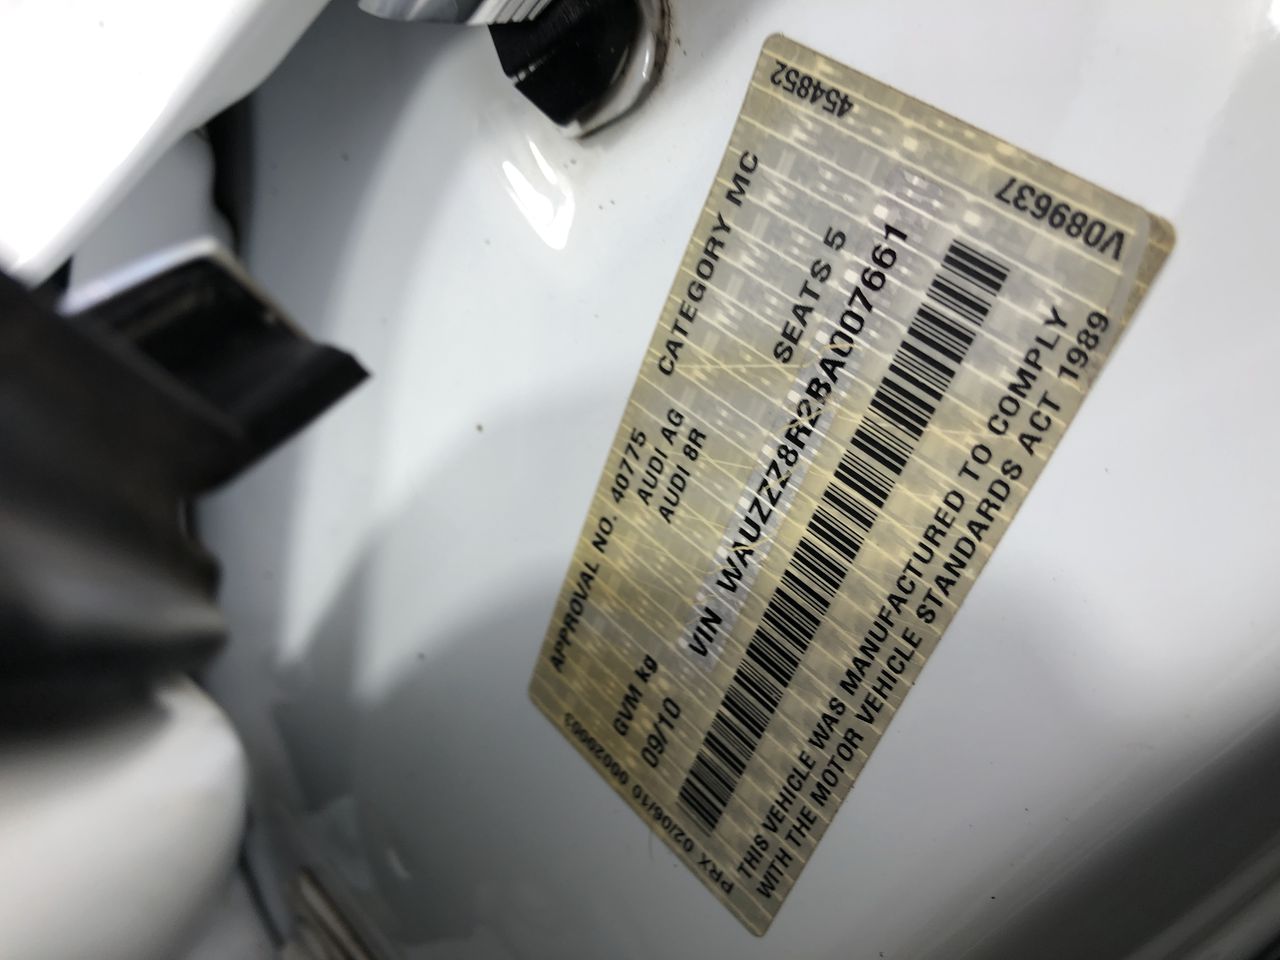 APPROVAL NO. 40775 CATEGORY MC
AUDI AG
AUDI 8R
GVM kg SEATS 5
09/10
VIN WAUZZZ8R2BA007661
THIS VEHICLE WAS MANUFACTURED TO COMPLY
WITH THE MOTOR VEHICLE STANDARDS ACT 1989
454852
V089637
PRX 02/06/10 00020003